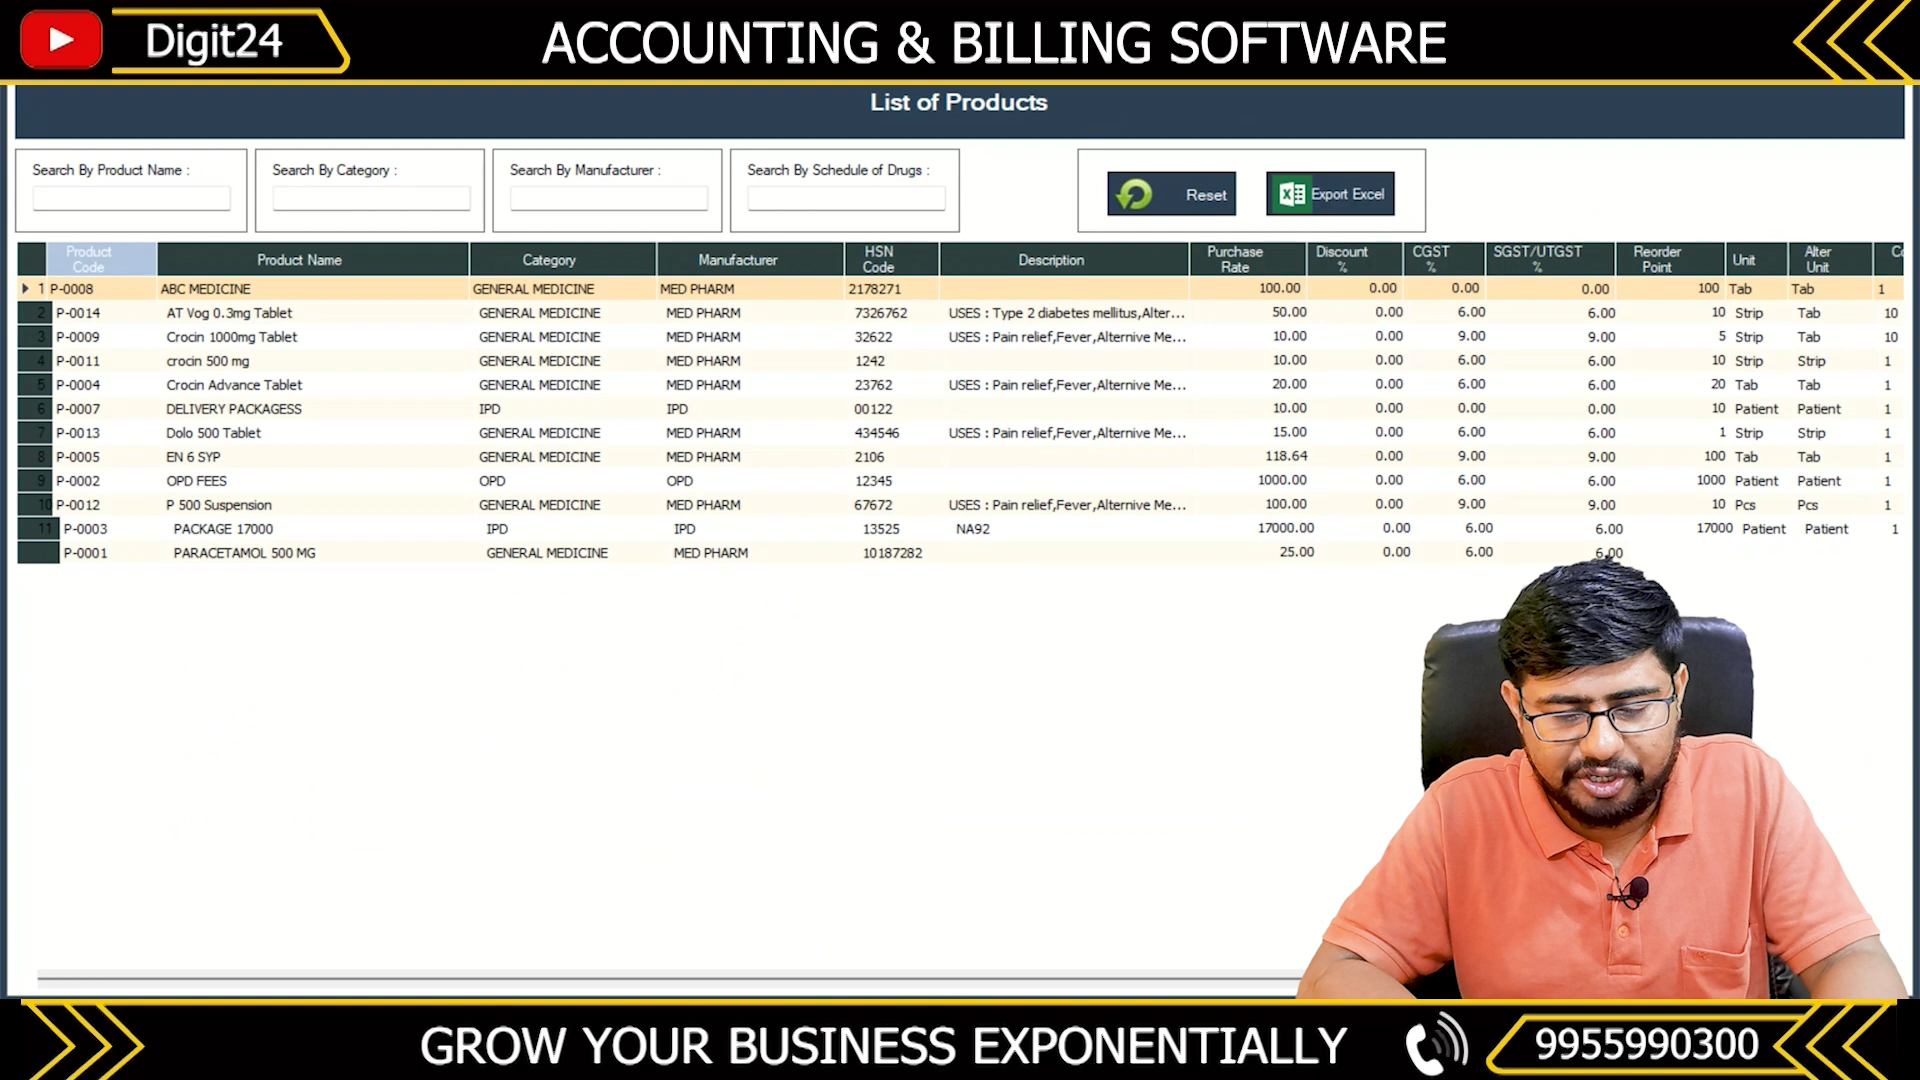 Digit24
ACCOUNTING & BILLING SOFTWARE
List of Products
Search By Product Name :
Search By Category :
Search By Manufacturer :
Search By Schedule of Drugs :
Reset
Export Excel
Product Code Product Name Category Manufacturer HSN Code Description Purchase Rate Discount % CGST % SGST/UTGST % Reorder Point Unit Alter Unit
1 P-0008 ABC MEDICINE GENERAL MEDICINE MED PHARM 2178271 100.00 0.00 0.00 0.00 100 Tab Tab 1
2 P-0014 AT Vog 0.3mg Tablet GENERAL MEDICINE MED PHARM 7326762 USES : Type 2 diabetes mellitus,Alter... 50.00 0.00 6.00 6.00 10 Strip Tab 10
3 P-0009 Crocin 1000mg Tablet GENERAL MEDICINE MED PHARM 32622 USES : Pain relief,Fever,Alternive Me... 10.00 0.00 9.00 9.00 5 Strip Tab 10
4 P-0011 crocin 500 mg GENERAL MEDICINE MED PHARM 1242 10.00 0.00 6.00 6.00 10 Strip Strip 1
5 P-0004 Crocin Advance Tablet GENERAL MEDICINE MED PHARM 23762 USES : Pain relief,Fever,Alternive Me... 20.00 0.00 6.00 6.00 20 Tab Tab 1
6 P-0007 DELIVERY PACKAGESS IPD IPD 00122 10.00 0.00 0.00 0.00 10 Patient Patient 1
7 P-0013 Dolo 500 Tablet GENERAL MEDICINE MED PHARM 434546 USES : Pain relief,Fever,Alternive Me... 15.00 0.00 6.00 6.00 1 Strip Strip 1
8 P-0005 EN 6 SYP GENERAL MEDICINE MED PHARM 2106 118.64 0.00 9.00 9.00 100 Tab Tab 1
9 P-0002 OPD FEES OPD OPD 12345 1000.00 0.00 6.00 6.00 1000 Patient Patient 1
10 P-0012 P 500 Suspension GENERAL MEDICINE MED PHARM 67672 USES : Pain relief,Fever,Alternive Me... 100.00 0.00 9.00 9.00 10 Pcs Pcs 1
11 P-0003 PACKAGE 17000 IPD IPD 13525 NA92 17000.00 0.00 6.00 6.00 17000 Patient Patient 1
P-0001 PARACETAMOL 500 MG GENERAL MEDICINE MED PHARM 10187282 25.00 0.00 6.00 6.00
GROW YOUR BUSINESS EXPONENTIALLY
9955990300